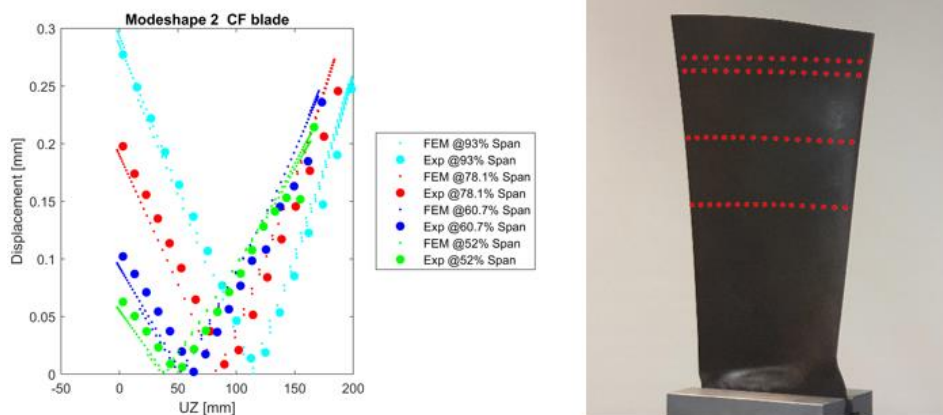 Modeshape 2 CF blade
0.3
0.25
0.2
0.15
0.1
0.05
0
Displacement [mm]
-50 0 50 100 150 200
UZ [mm]
FEM @93% Span
Exp @93% Span
FEM @78.1% Span
Exp @78.1% Span
FEM @60.7% Span
Exp @60.7% Span
FEM @52% Span
Exp @52% Span